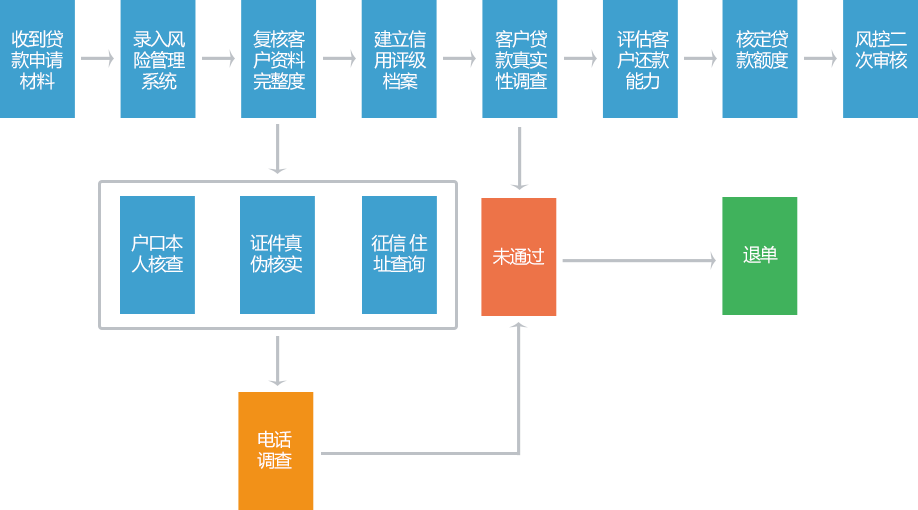 收到贷
款申请
材料
录入风
险管理
系统
复核客
户资料
完整度
建立信
用评级
档案
客户贷
款真实
性调查
评估客
户还款
能力
核定贷
款额度
风控二
次审核
户口本
人核查
证件真
伪核实
征信 住
址查询
未通过
退单
电话
调查